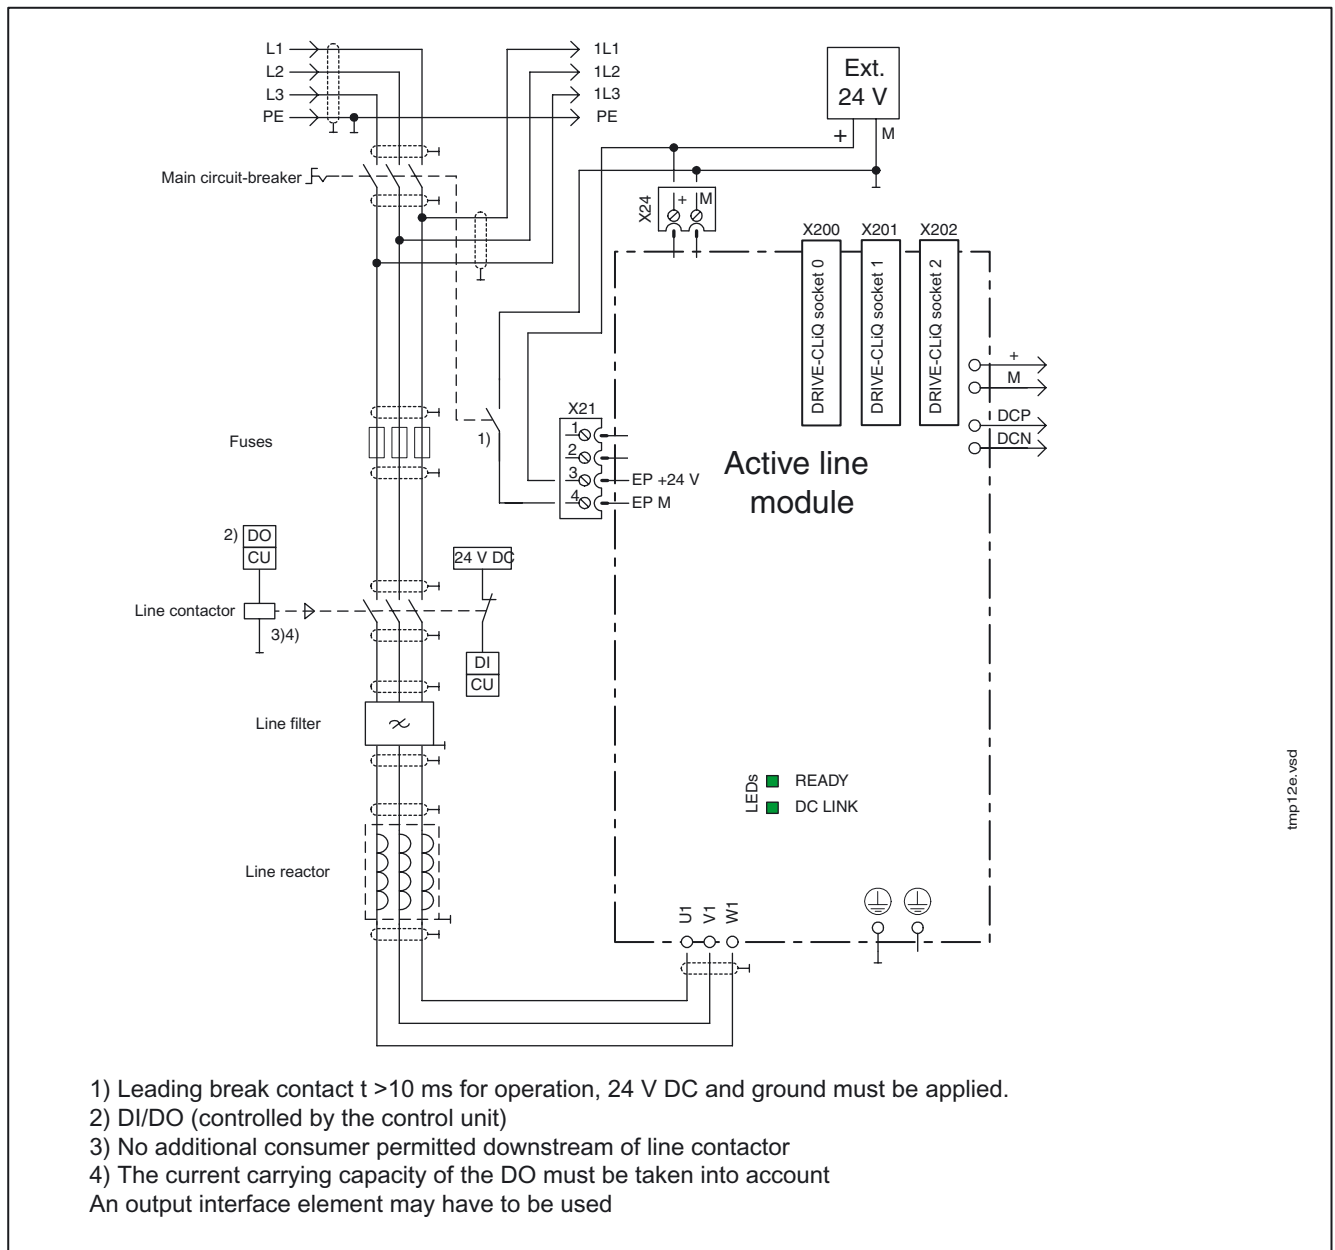 L1
1L1
L2
1L2
L3
1L3
PE
PE
Ext.
24 V
+
M
Main circuit-breaker
X24
+
M
X200
X201
X202
DRIVE-CLiQ socket 0
DRIVE-CLiQ socket 1
DRIVE-CLiQ socket 2
+
M
DCP
DCN
X21
1
2
3
4
1)
EP +24 V
EP M
Active line
module
Fuses
2)
DO
CU
24 V DC
Line contactor
3)4)
DI
CU
Line filter
LEDs
READY
DC LINK
tmp12e.vsd
Line reactor
U1
V1
W1
1) Leading break contact t >10 ms for operation, 24 V DC and ground must be applied.
2) DI/DO (controlled by the control unit)
3) No additional consumer permitted downstream of line contactor
4) The current carrying capacity of the DO must be taken into account
An output interface element may have to be used